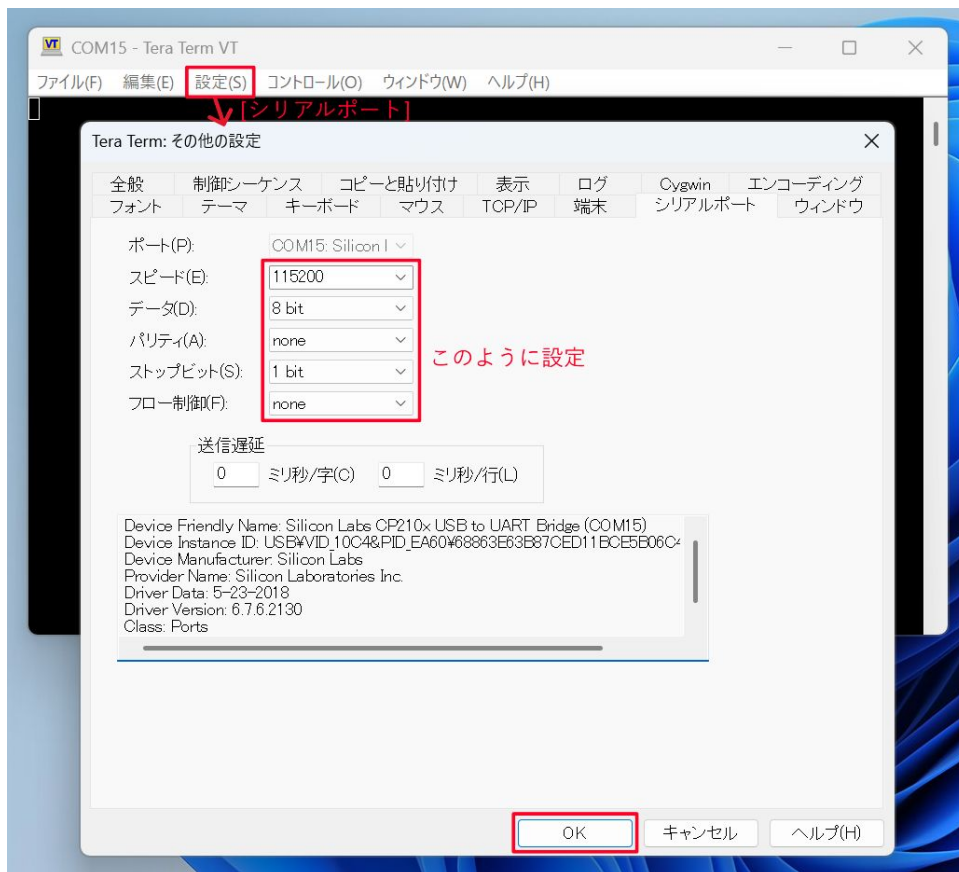 COM15 - Tera Term VT
ファイル(F) 編集(E) 設定(S) コントロール(O) ウィンドウ(W) ヘルプ(H)
[シリアルポート]
Tera Term: その他の設定
全般 制御シーケンス コピーと貼り付け 表示 ログ Cygwin エンコーディング
フォント テーマ キーボード マウス TCP/IP 端末 シリアルポート ウィンドウ
ポート(P): COM15: Silicon l
スピード(E): 115200
データ(D): 8 bit
パリティ(A): none
このように設定
ストップビット(S): 1 bit
フロー制御(F): none
送信遅延
0 ミリ秒/字(C) 0 ミリ秒/行(L)
Device Friendly Name: Silicon Labs CP210x USB to UART Bridge (COM15)
Device Instance ID: USB¥VID_10C4&PID_EA60¥68863E63B87CED11BCE5B06C4
Device Manufacturer: Silicon Labs
Provider Name: Silicon Laboratories Inc.
Driver Data: 5-23-2018
Driver Version: 6.7.6.2130
Class: Ports
OK キャンセル ヘルプ(H)